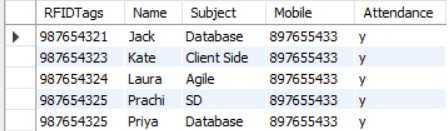 RFIDTags Name Subject Mobile Attendance
987654321 Jack Database 897655433 y
987654323 Kate Client Side 897655433 y
987654324 Laura Agile 897655433 y
987654325 Prachi SD 897655433 y
987654325 Priya Database 897655433 y